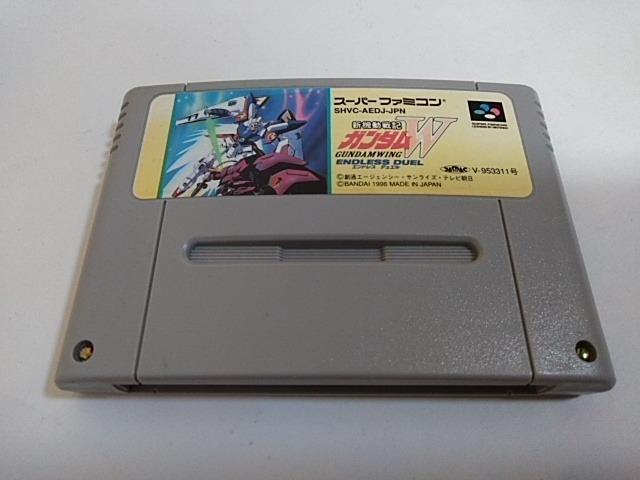 スーパーファミコン
SHVC-AEDJ-JPN
SUPER FAMICOM
新機動戦記
ガンダムW
GUNDAMWING
ENDLESS DUEL
エンドレス デュエル
V-953311号
©創通エージェンシー・サンライズ・テレビ朝日
©BANDAI 1996 MADE IN JAPAN